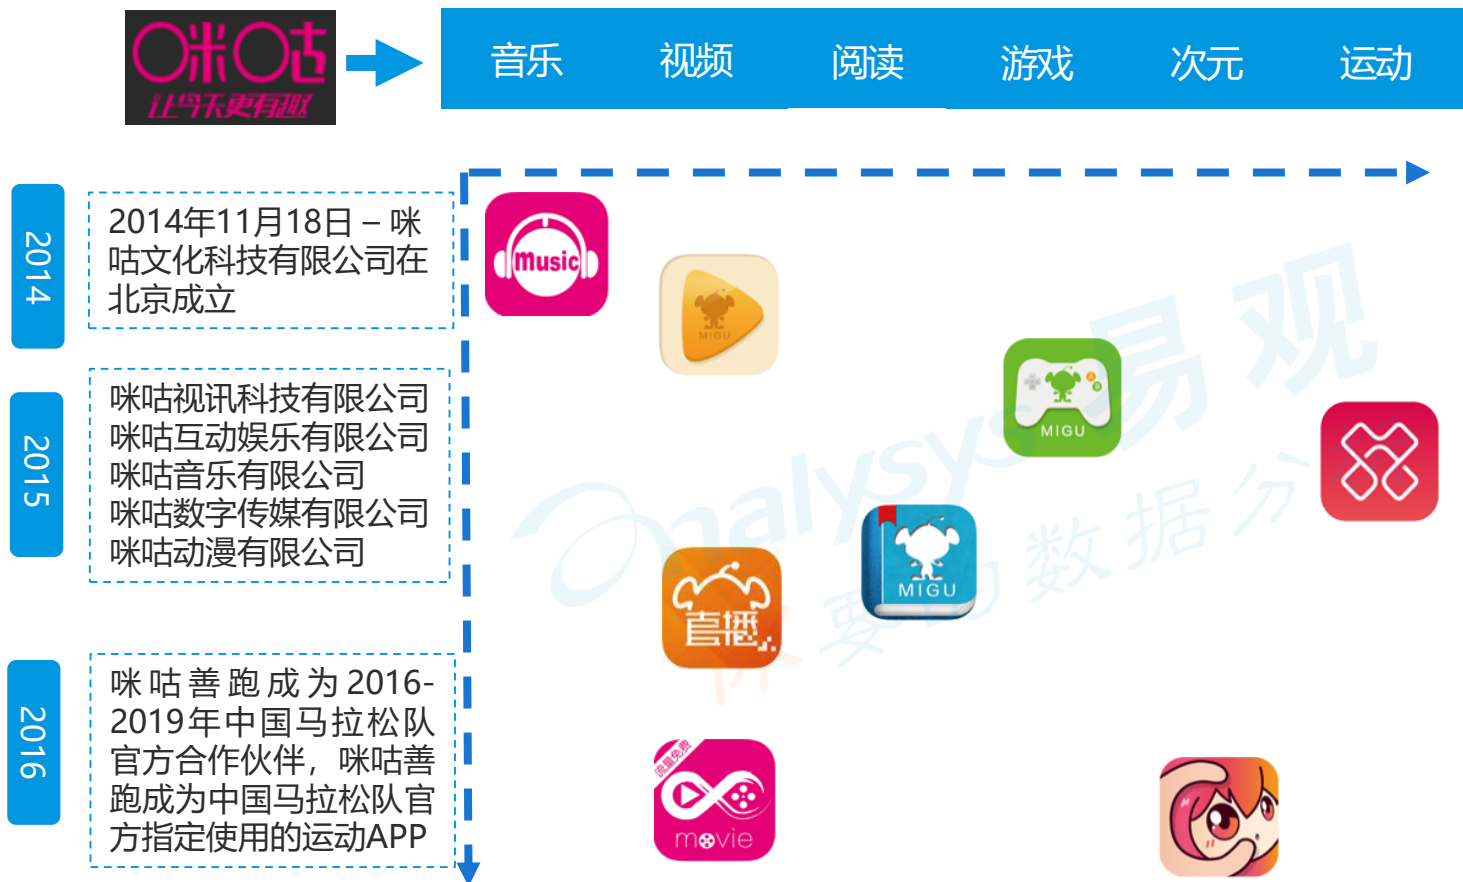 咪咕
让今天更有趣
音乐 视频 阅读 游戏 次元 运动
2014
2014年11月18日 – 咪
咕文化科技有限公司在
北京成立
music
MIGU
MIGU
2015
咪咕视讯科技有限公司
咪咕互动娱乐有限公司
咪咕音乐有限公司
咪咕数字传媒有限公司
咪咕动漫有限公司
A
B
MIGU
直播
2016
咪咕善跑成为2016-
2019年中国马拉松队
官方合作伙伴，咪咕善
跑成为中国马拉松队官
方指定使用的运动APP
流量免费
movie
analysys 易观
你要的数据分